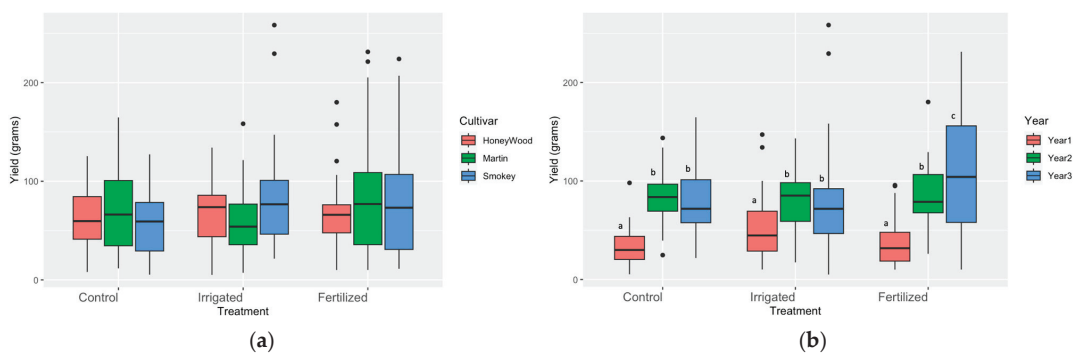 200
100
0
Yield (grams)
Control
Irrigated
Fertilized
Treatment
Cultivar
HoneyWood
Martin
Smokey
(a)
200
100
0
Yield (grams)
a
b
b
a
b
b
a
b
c
Control
Irrigated
Fertilized
Treatment
Year
Year1
Year2
Year3
(b)